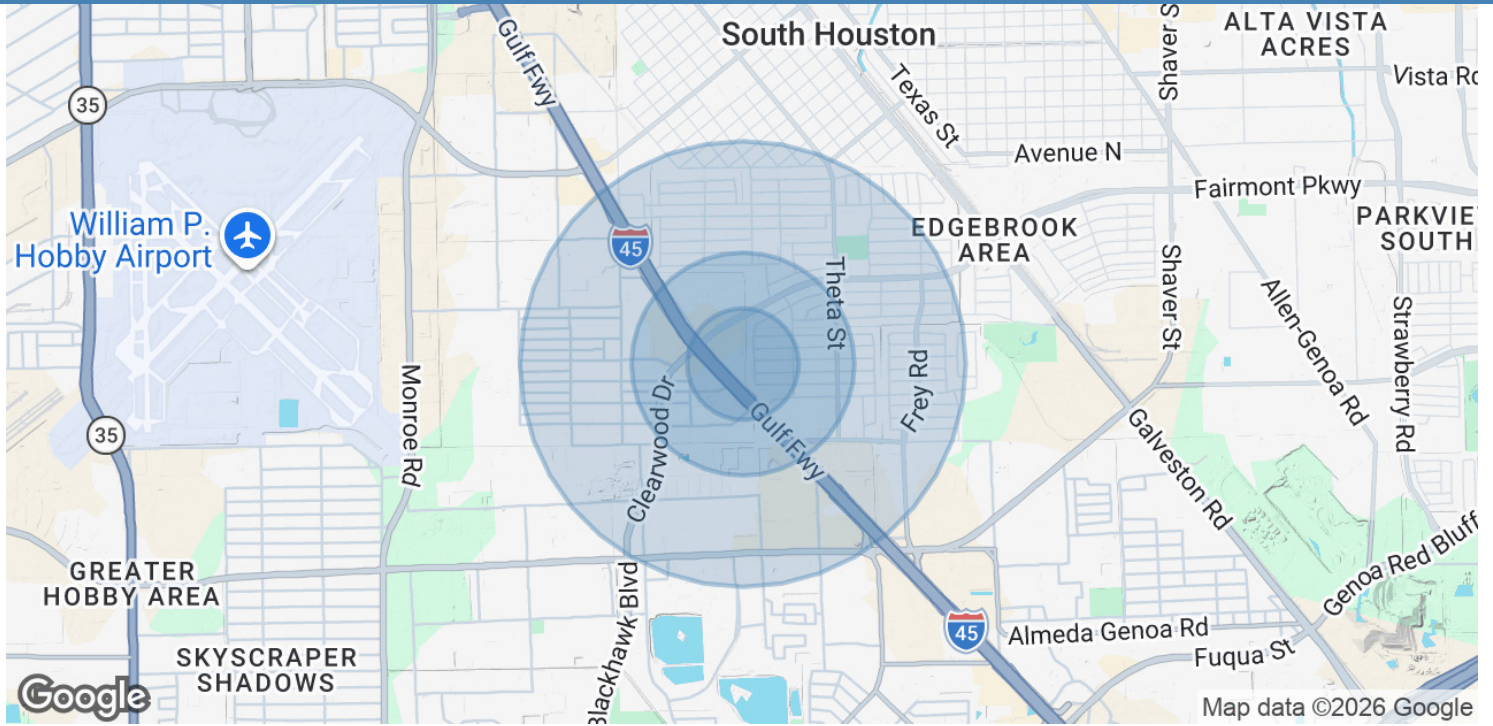 South Houston
ALTA VISTA
ACRES
Gulf Fwy
Shaver S
Vista Rd
35
Texas St
Avenue N
Fairmont Pkwy
William P.
Hobby Airport
45
EDGEBROOK
AREA
PARKVIE
SOUTH
Theta St
Shaver St
Allen-Genoa Rd
Strawberry Rd
Monroe Rd
Clearwood Dr
Frey Rd
35
Gulf Fwy
Galveston Rd
GREATER
HOBBY AREA
Genoa Red Bluff
Blackhawk Blvd
45
Almeda Genoa Rd
Fuqua St
SKYSCRAPER
SHADOWS
Google
Map data ©2026 Google